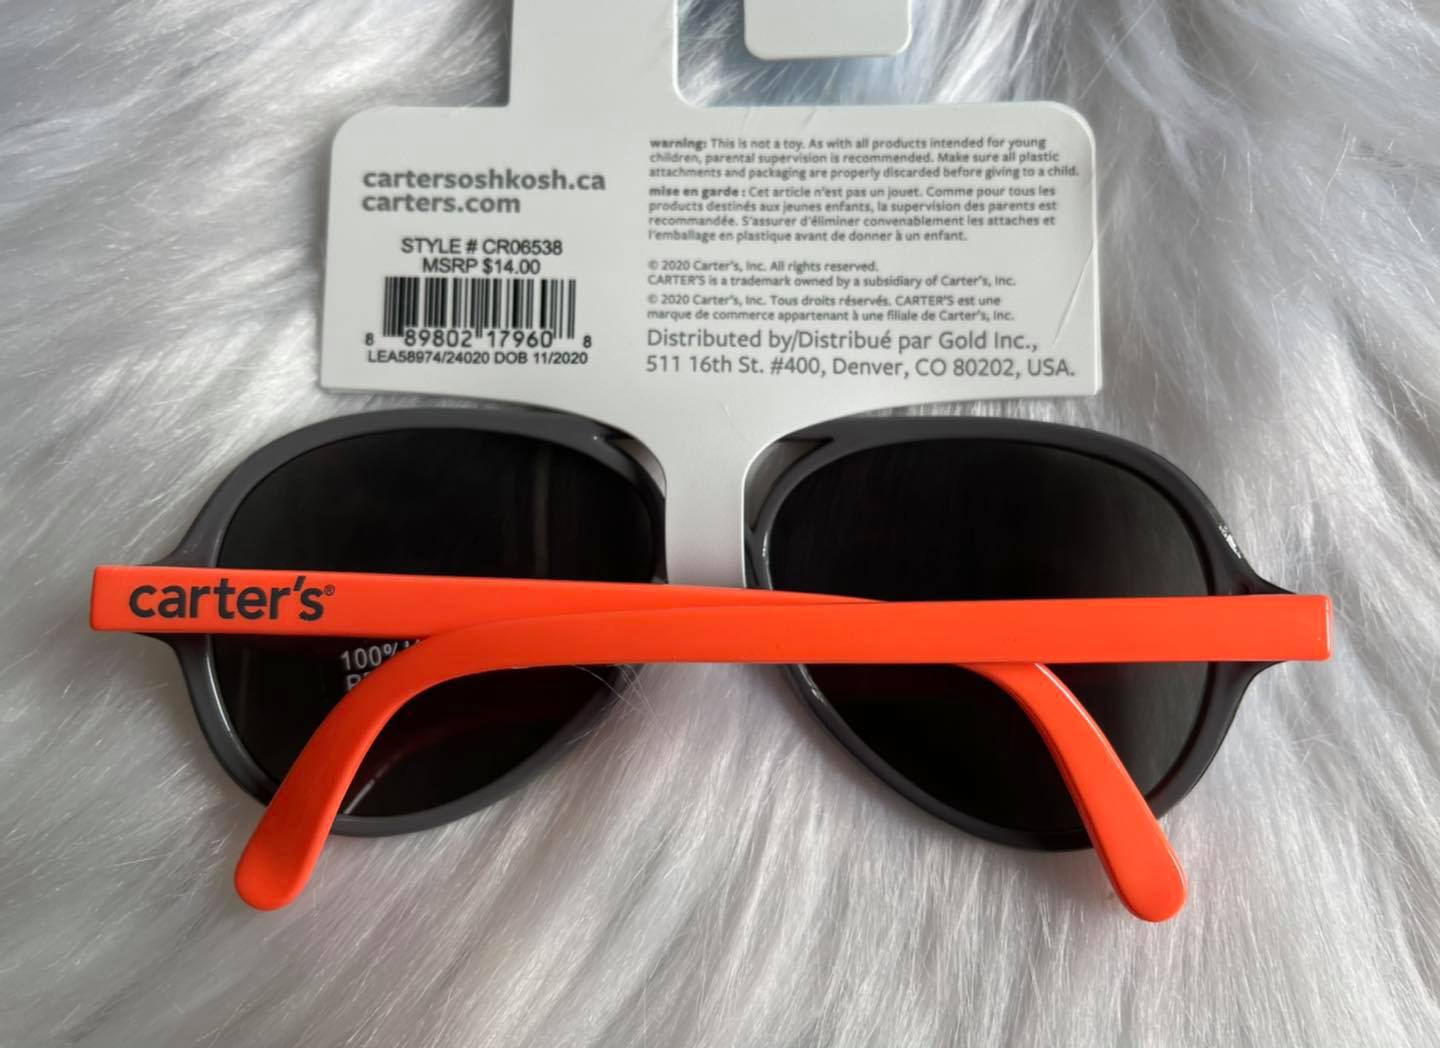 cartersoshkosh.ca
carters.com
STYLE # CR06538
MSRP $14.00
8 89802 17960 8
LEA58974/24020 DOB 11/2020
warning: This is not a toy. As with all products intended for young
children, parental supervision is recommended. Make sure all plastic
attachments and packaging are properly discarded before giving to a child.
mise en garde : Cet article n'est pas un jouet. Comme pour tous les
produits destinés aux jeunes enfants, la supervision des parents est
recommandée. S'assurer d'éliminer convenablement les attaches et
l'emballage en plastique avant de donner à un enfant.
© 2020 Carter's, Inc. All rights reserved.
CARTER'S is a trademark owned by a subsidiary of Carter's, Inc.
© 2020 Carter's, Inc. Tous droits réservés. CARTER'S est une
marque de commerce appartenant à une filiale de Carter's, Inc.
Distributed by/Distribué par Gold Inc.,
511 16th St. #400, Denver, CO 80202, USA.
carter's®
100%